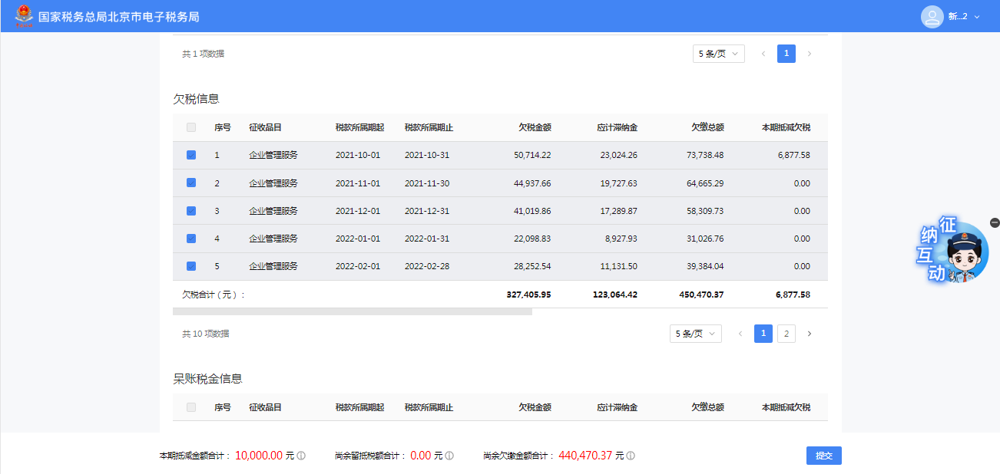 国家税务总局北京市电子税务局
新...2
共 1 项数据
5 条/页
1
欠税信息
序号 征收品目 税款所属期起 税款所属期止 欠税金额 应计滞纳金 欠缴总额 本期抵减欠税
1 企业管理服务 2021-10-01 2021-10-31 50,714.22 23,024.26 73,738.48 6,877.58
2 企业管理服务 2021-11-01 2021-11-30 44,937.66 19,727.63 64,665.29 0.00
3 企业管理服务 2021-12-01 2021-12-31 41,019.86 17,289.87 58,309.73 0.00
4 企业管理服务 2022-01-01 2022-01-31 22,098.83 8,927.93 31,026.76 0.00
5 企业管理服务 2022-02-01 2022-02-28 28,252.54 11,131.50 39,384.04 0.00
欠税合计（元）： 327,405.95 123,064.42 450,470.37 6,877.58
共 10 项数据
5 条/页
1 2
呆账税金信息
序号 征收品目 税款所属期起 税款所属期止 欠税金额 应计滞纳金 欠缴总额 本期抵减欠税
本期抵减金额合计： 10,000.00 元
尚余留抵税额合计： 0.00 元
尚余欠缴金额合计： 440,470.37 元
提交
征纳互动